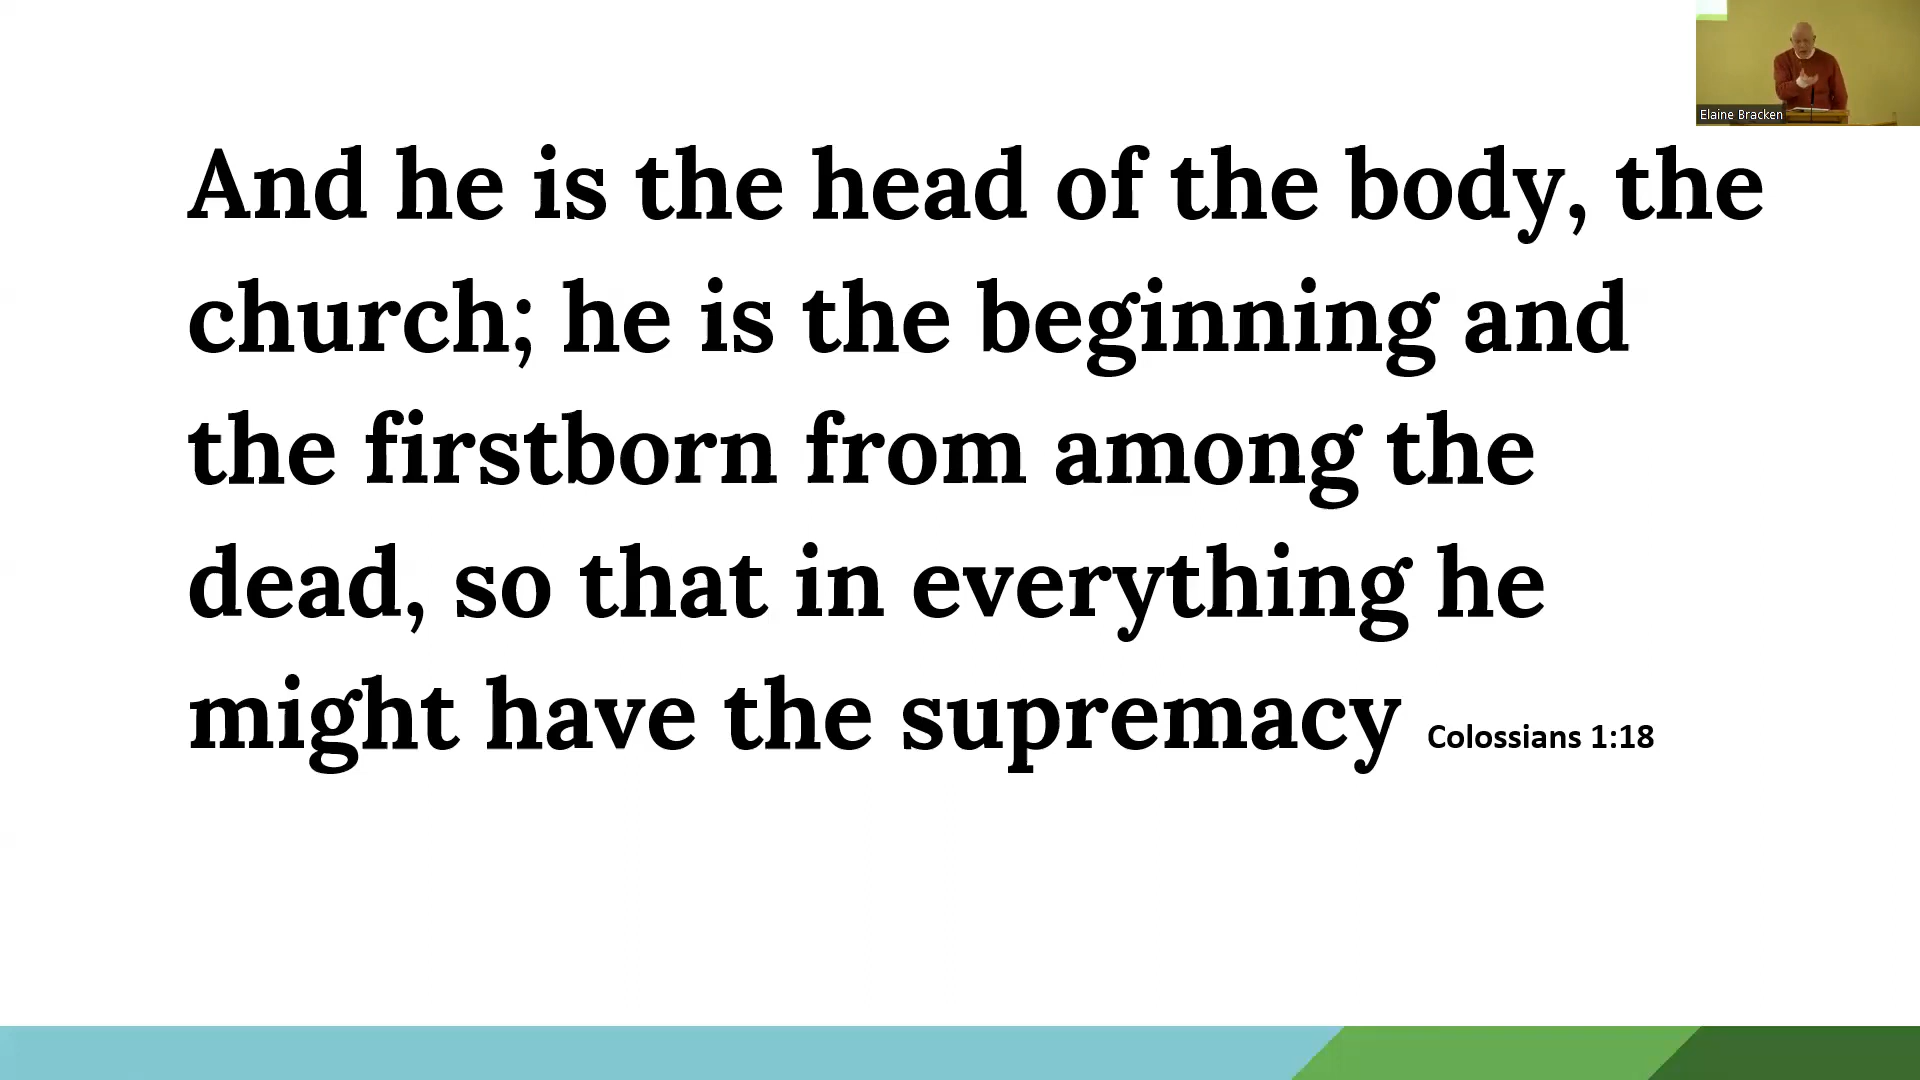 Elaine Bracken
And he is the head of the body, the
church; he is the beginning and
the firstborn from among the
dead, so that in everything he
might have the supremacy Colossians 1:18